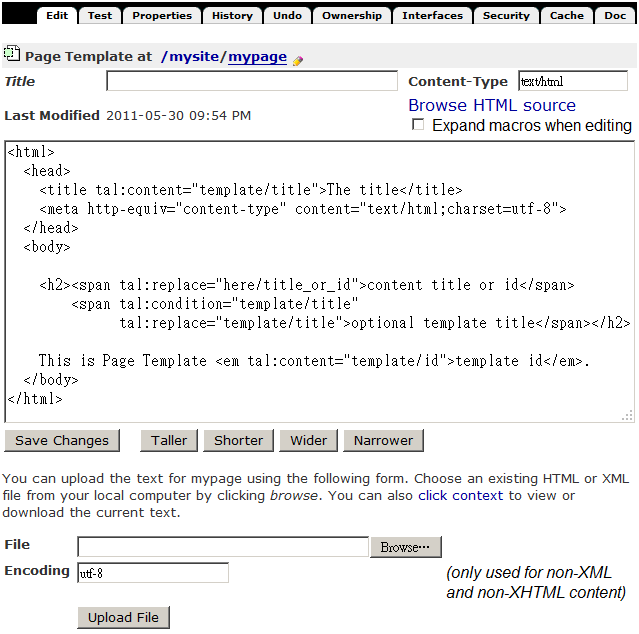 Edit Test Properties History Undo Ownership Interfaces Security Cache Doc
Page Template at /mysite/mypage
Title Content-Type text/html
Browse HTML source
Last Modified 2011-05-30 09:54 PM
Expand macros when editing
<html>
  <head>
    <title tal:content="template/title">The title</title>
    <meta http-equiv="content-type" content="text/html;charset=utf-8">
  </head>
  <body>

    <h2><span tal:replace="here/title_or_id">content title or id</span>
        <span tal:condition="template/title"
              tal:replace="template/title">optional template title</span></h2>

    This is Page Template <em tal:content="template/id">template id</em>.
  </body>
</html>
Save Changes Taller Shorter Wider Narrower
You can upload the text for mypage using the following form. Choose an existing HTML or XML
file from your local computer by clicking browse. You can also click context to view or
download the current text.
File Browse…
Encoding utf-8 (only used for non-XML
and non-XHTML content)
Upload File